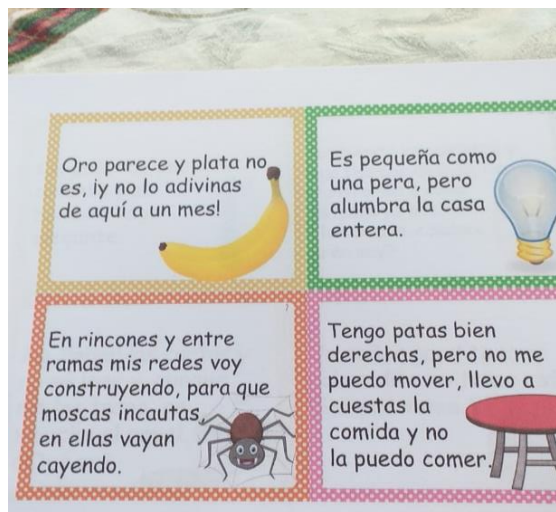 Oro parece y plata no
es, ¡y no lo adivinas
de aquí a un mes!
Es pequeña como
una pera, pero
alumbra la casa
entera.
En rincones y entre
ramas mis redes voy
construyendo, para que
moscas incautas,
en ellas vayan
cayendo.
Tengo patas bien
derechas, pero no me
puedo mover, llevo a
cuestas la
comida y no
la puedo comer.